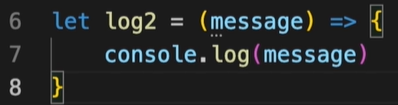 6 let log2 = (message) => {
7 console.log(message)
8 }